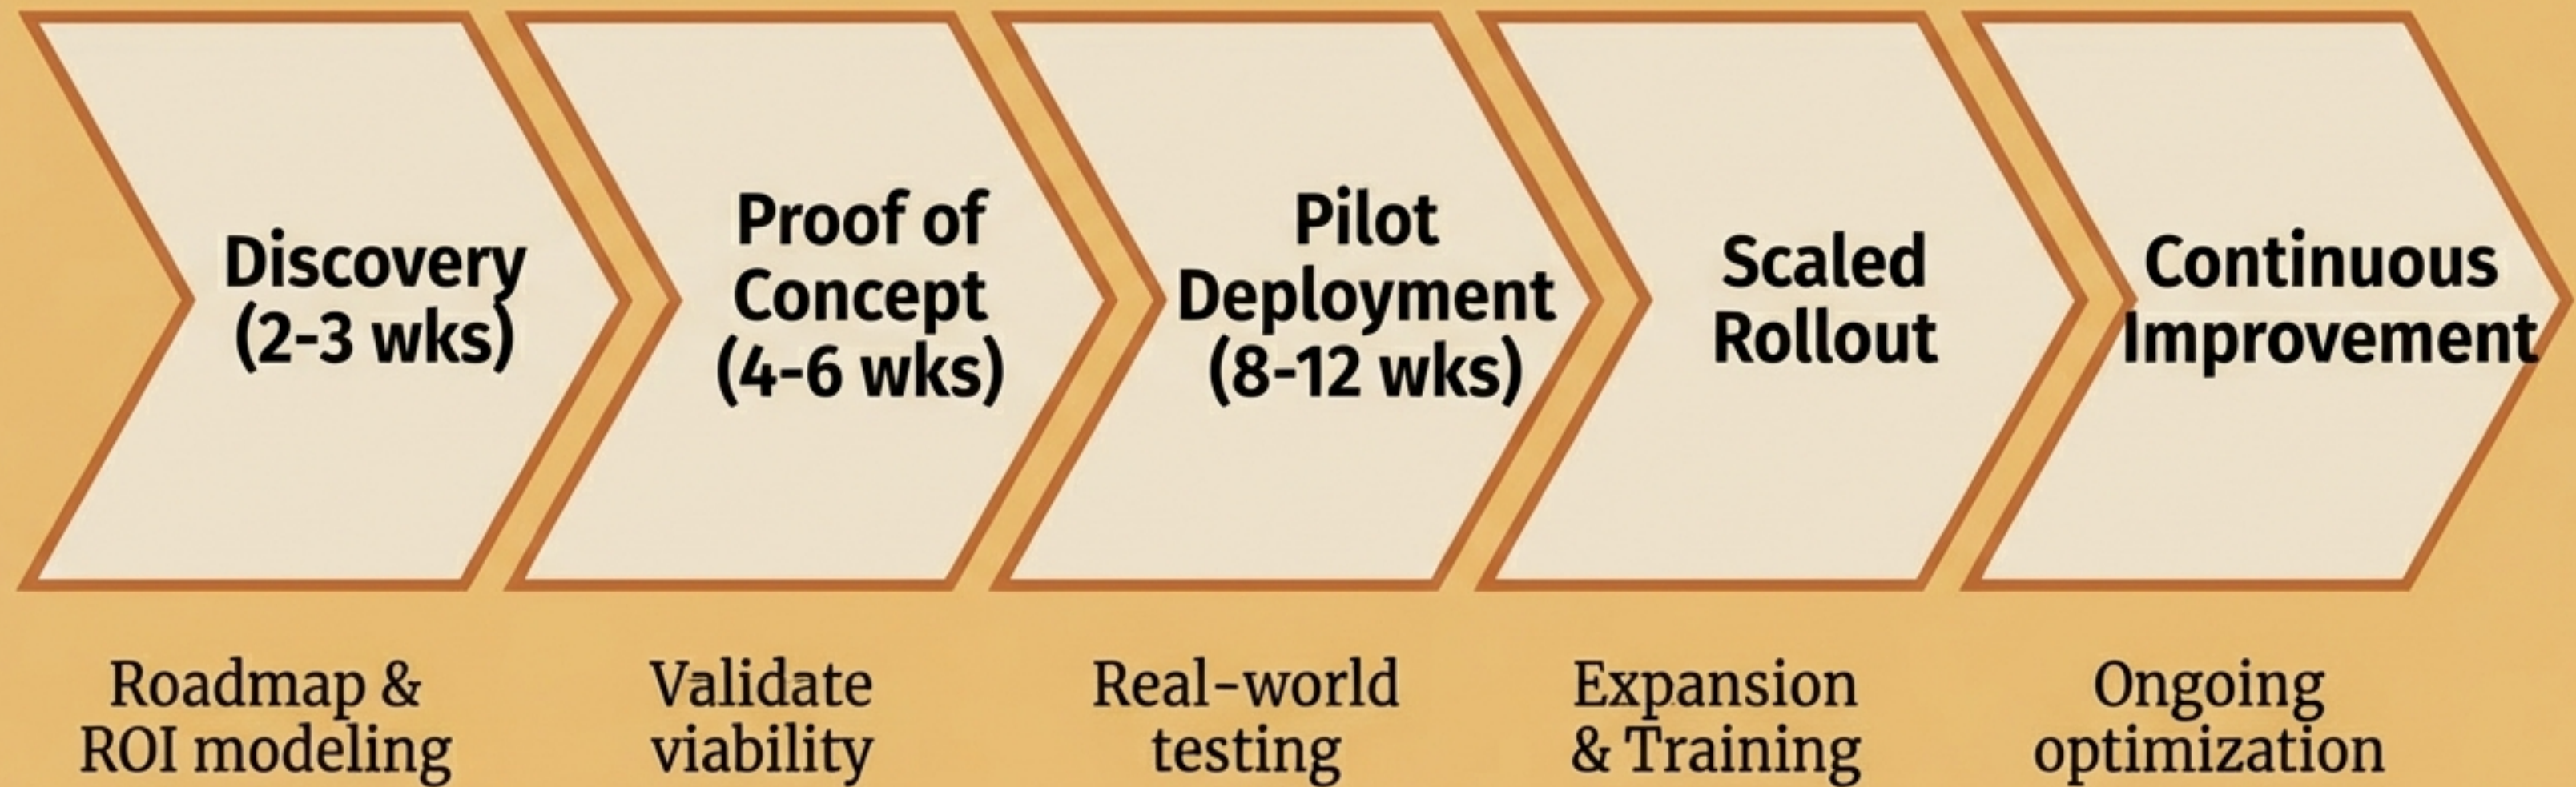 Discovery
(2-3 wks)
Proof of
Concept
(4-6 wks)
Pilot
Deployment
(8-12 wks)
Scaled
Rollout
Continuous
Improvement
Roadmap &
ROI modeling
Validate
viability
Real-world
testing
Expansion
& Training
Ongoing
optimization